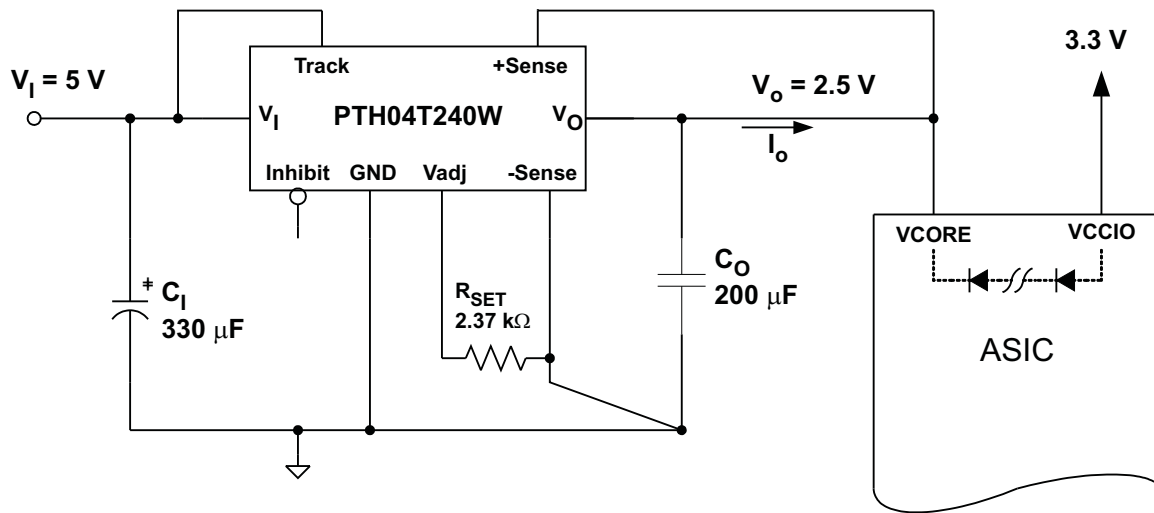 3.3 V
Track
+Sense
V_I = 5 V
V_o = 2.5 V
V_I
PTH04T240W
V_O
I_o
Inhibit
GND
Vadj
-Sense
VCORE
VCCIO
+ C_I
330 μF
R_SET
2.37 kΩ
C_O
200 μF
ASIC